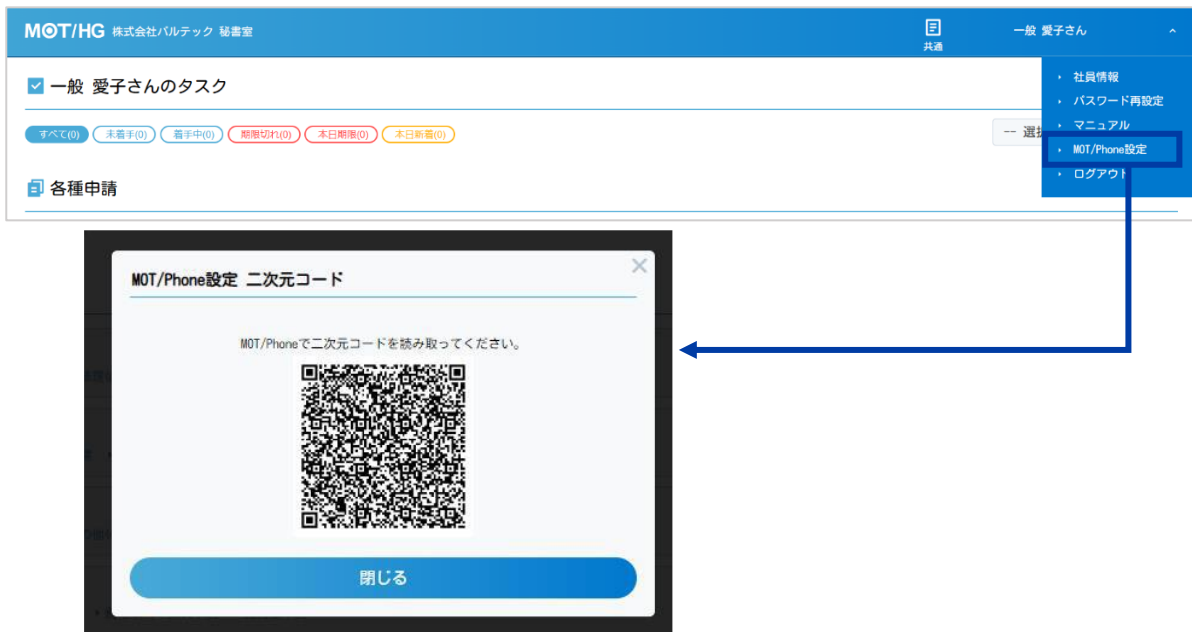 MOT/HG 株式会社バルテック 秘書室
共通
一般 愛子さん
一般 愛子さんのタスク
すべて(0) 未着手(0) 着手中(0) 期限切れ(0) 本日期限(0) 本日新着(0)
-- 選
社員情報
パスワード再設定
マニュアル
MOT/Phone設定
ログアウト
各種申請
MOT/Phone設定 二次元コード
MOT/Phoneで二次元コードを読み取ってください。
閉じる